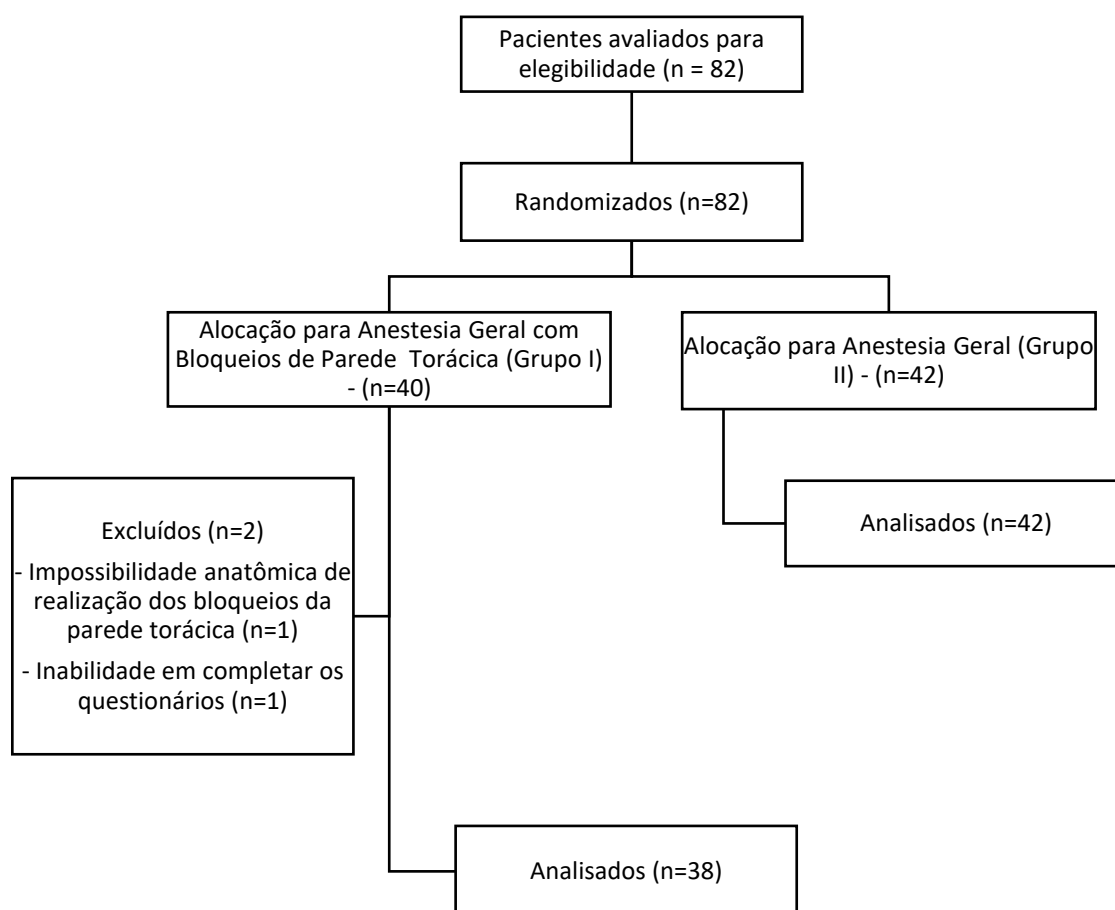 Pacientes avaliados para
elegibilidade (n = 82)
Randomizados (n=82)
Alocação para Anestesia Geral com
Bloqueios de Parede Torácica (Grupo I)
- (n=40)
Alocação para Anestesia Geral (Grupo
II) - (n=42)
Excluídos (n=2)
- Impossibilidade anatômica de
realização dos bloqueios da
parede torácica (n=1)
- Inabilidade em completar os
questionários (n=1)
Analisados (n=42)
Analisados (n=38)